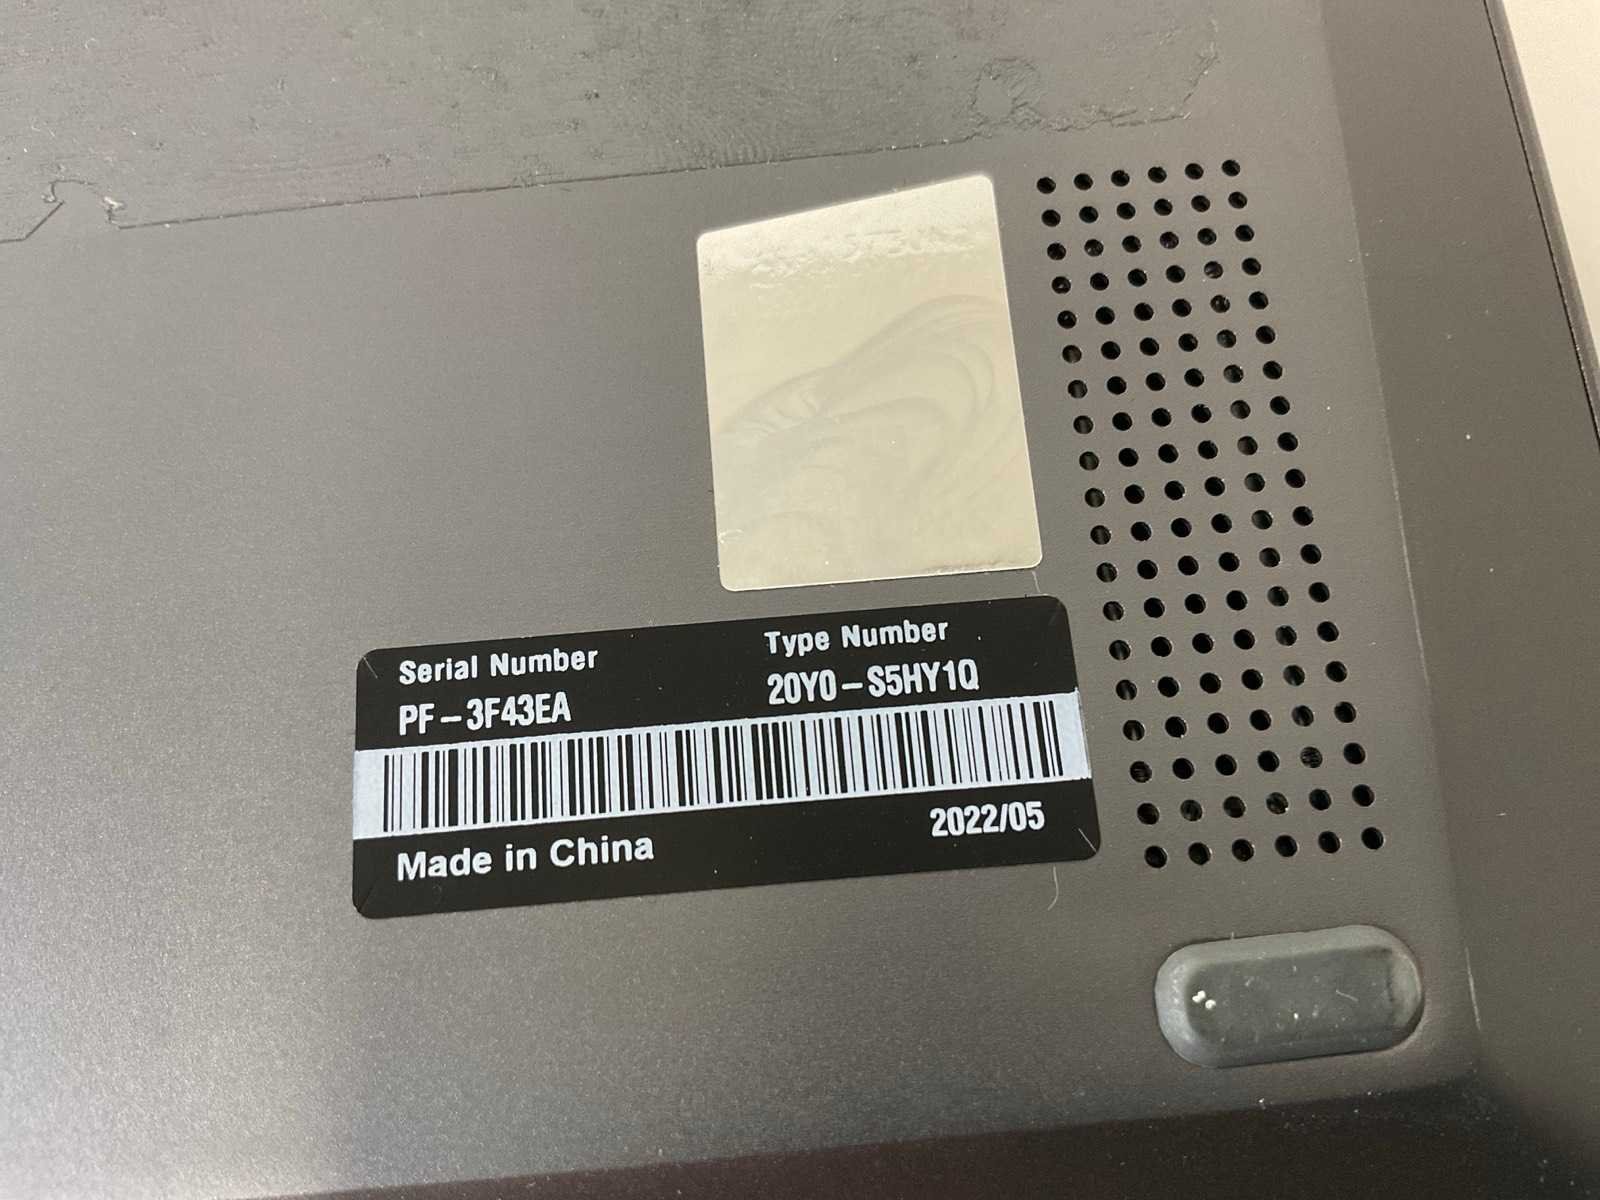 Serial Number
Type Number
PF-3F43EA
20Y0-S5HY1Q
2022/05
Made in China